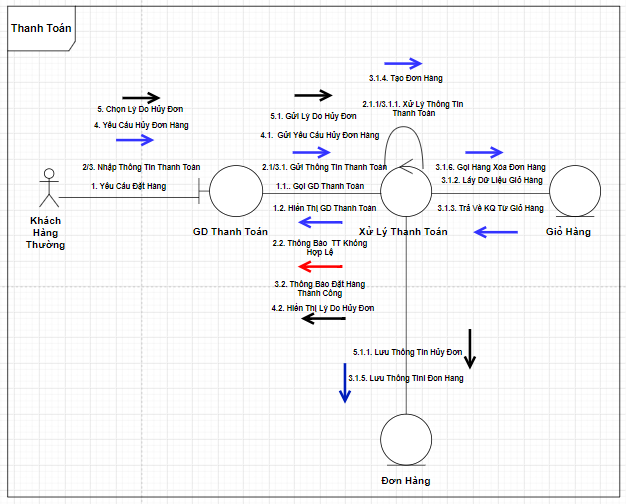 Thanh Toán
3.1.4. Tạo Đơn Hàng
5. Chọn Lý Do Hủy Đơn
4. Yêu Cầu Hủy Đơn Hàng
5.1. Gửi Lý Do Hủy Đơn
4.1. Gửi Yêu Cầu Hủy Đơn Hàng
2.1.1/3.1.1. Xử Lý Thông Tin
Thanh Toán
2/3. Nhập Thông Tin Thanh Toán
1. Yêu Cầu Đặt Hàng
2.1/3.1. Gửi Thông Tin Thanh Toán
1.1.. Gọi GD Thanh Toán
3.1.6. Gọi Hàng Xóa Đơn Hàng
3.1.2. Lấy Dữ Liệu Giỏ Hàng
1.2. Hiển Thị GD Thanh Toán
3.1.3. Trả Về KQ Từ Giỏ Hàng
Khách
Hàng
Thường
GD Thanh Toán
Xử Lý Thanh Toán
Giỏ Hàng
2.2. Thông Báo TT Không
Hợp Lệ
3.2. Thông Báo Đặt Hàng
Thành Công
4.2. Hiển Thị Lý Do Hủy Đơn
5.1.1. Lưu Thông Tin Hủy Đơn
3.1.5. Lưu Thông Tini Đon Hang
Đơn Hàng